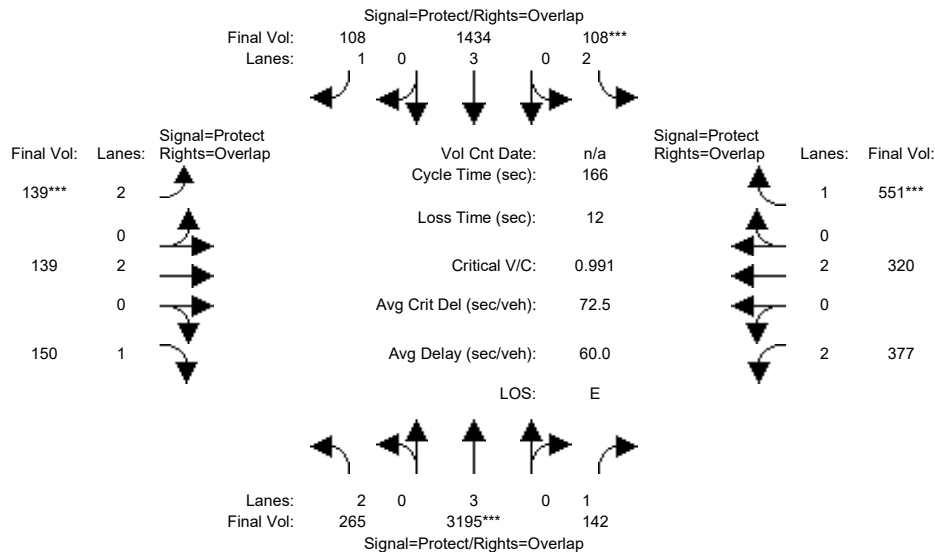 Signal=Protect/Rights=Overlap
Final Vol: 108 1434 108***
Lanes: 1 0 3 0 2
Signal=Protect
Final Vol: Lanes: Rights=Overlap
Vol Cnt Date: n/a
Signal=Protect
Rights=Overlap Lanes: Final Vol:
Cycle Time (sec): 166
139*** 2
1 551***
Loss Time (sec): 12
0
0
139 2
Critical V/C: 0.991
2 320
0
Avg Crit Del (sec/veh): 72.5
0
150 1
Avg Delay (sec/veh): 60.0
2 377
LOS: E
Lanes: 2 0 3 0 1
Final Vol: 265 3195*** 142
Signal=Protect/Rights=Overlap